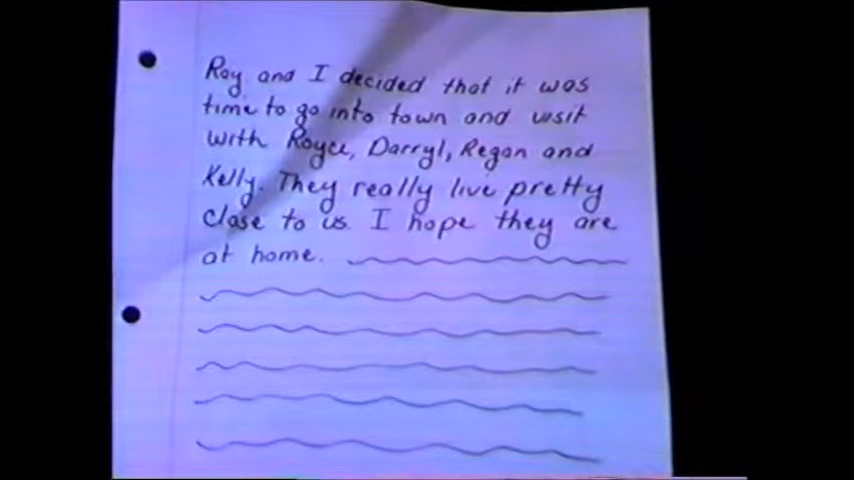 Roy and I decided that it was
time to go into town and visit
with Royce, Darryl, Regan and
Kelly. They really live pretty
close to us. I hope they are
at home.